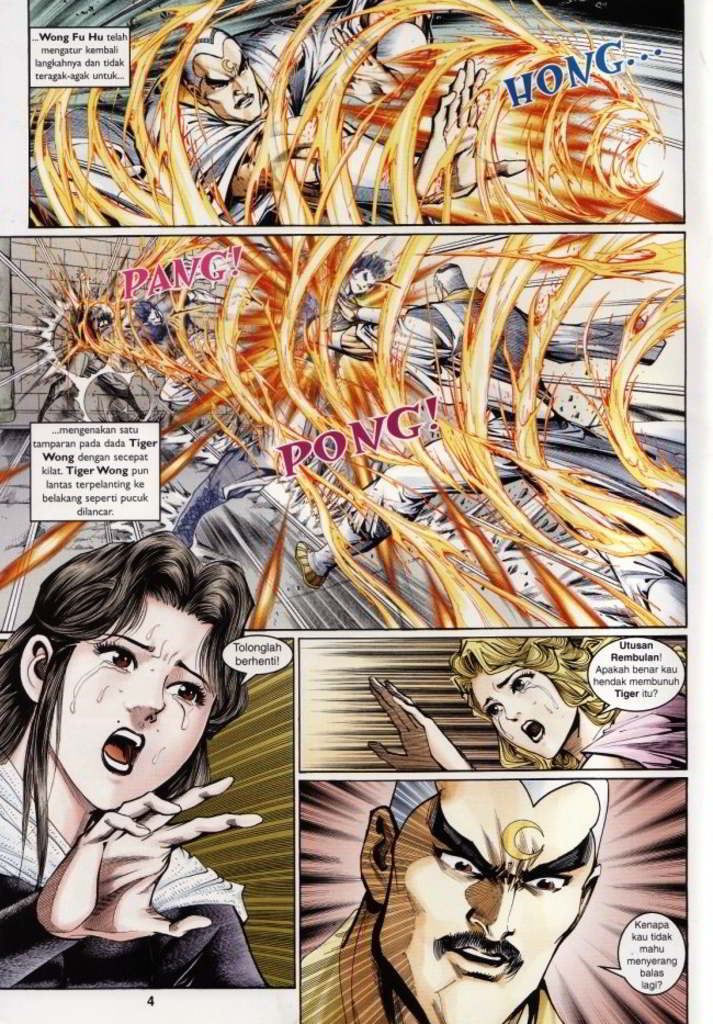 ...Wong Fu Hu telah
mengatur kembali
langkahnya dan tidak
teragak-agak untuk...
HONG...
PANG!
PONG!
...mengenakan satu
tamparan pada dada Tiger
Wong dengan secepat
kilat. Tiger Wong pun
lantas terpelanting ke
belakang seperti pucuk
dilancar.
Tolonglah
berhenti!
Utusan
Rembulan!
Apakah benar kau
hendak membunuh
Tiger itu?
Kenapa
kau tidak
mahu
menyerang
balas
lagi?
4